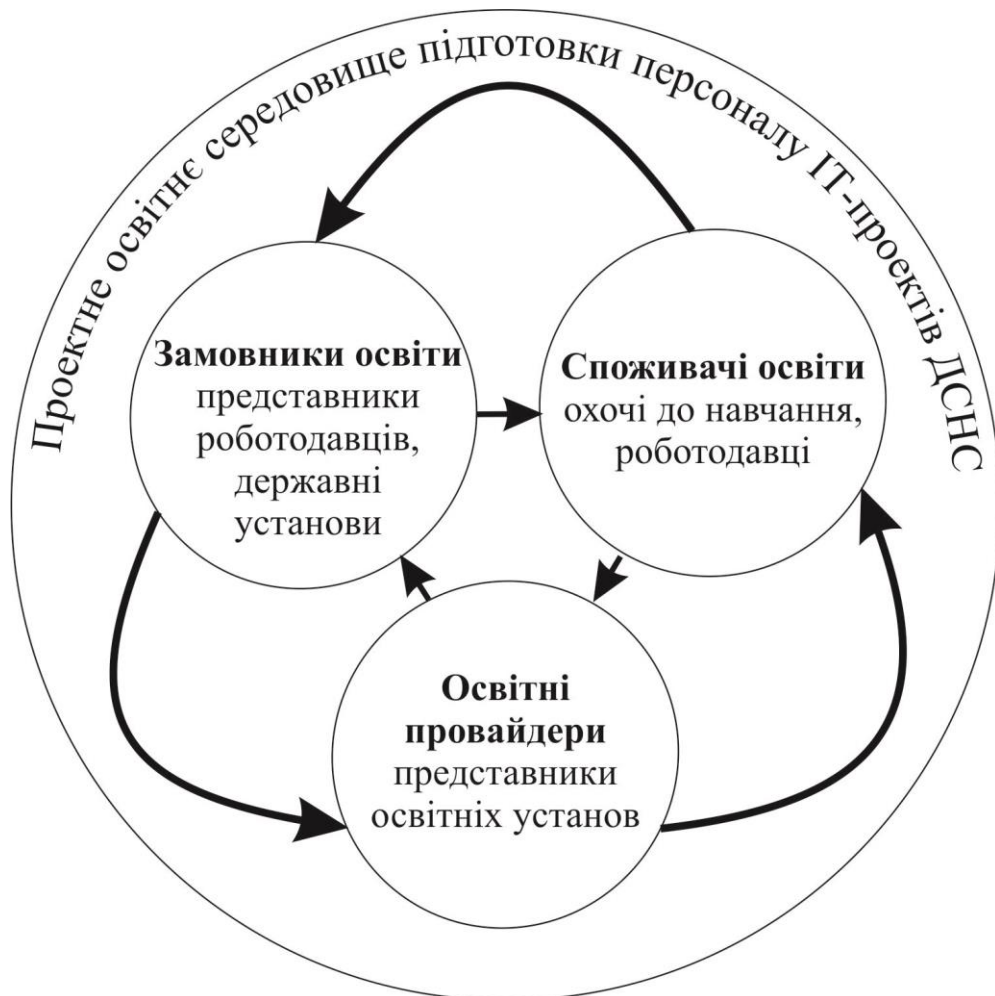 Проектне освітнє середовище підготовки персоналу ІТ-проектів ДСНС
Замовники освіти
представники
роботодавців,
державні
установи
Споживачі освіти
охочі до навчання,
роботодавці
Освітні
провайдери
представники
освітніх установ